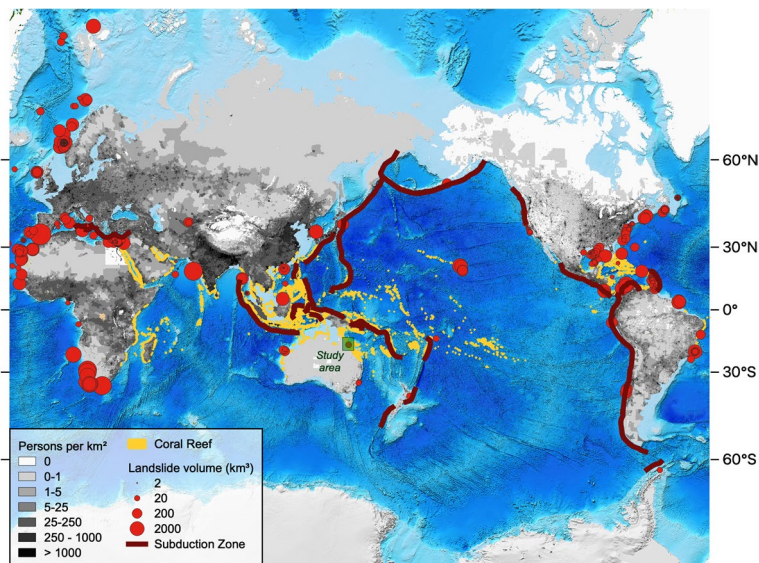 60°N
30°N
0°
30°S
60°S
Study
area
Persons per km²
0
0-1
1-5
5-25
25-250
250 - 1000
> 1000
Coral Reef
Landslide volume (km³)
2
20
200
2000
Subduction Zone